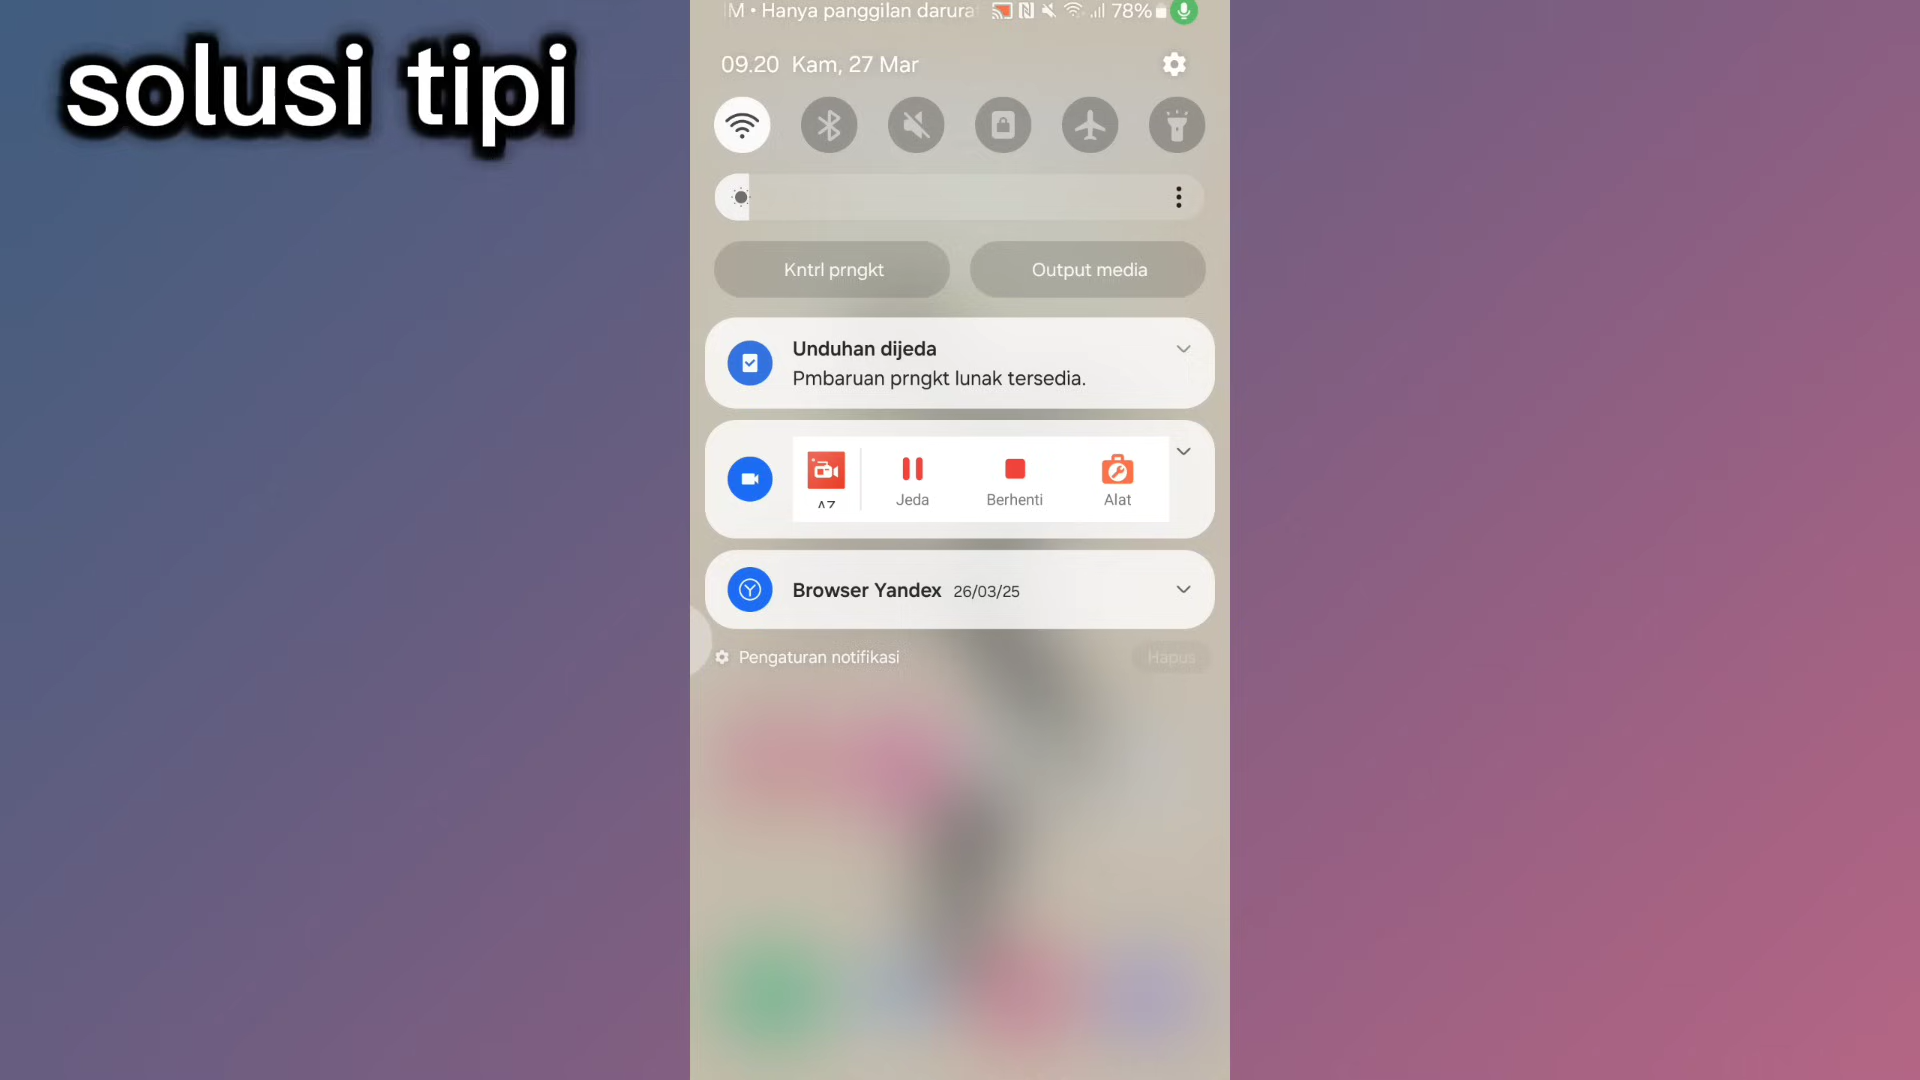 solusi tipi
M • Hanya panggilan darura 78%
09.20 Kam, 27 Mar
Kntrl prngkt
Output media
Unduhan dijeda
Pmbaruan prngkt lunak tersedia.
AZ
Jeda
Berhenti
Alat
Browser Yandex 26/03/25
Pengaturan notifikasi
Hapus